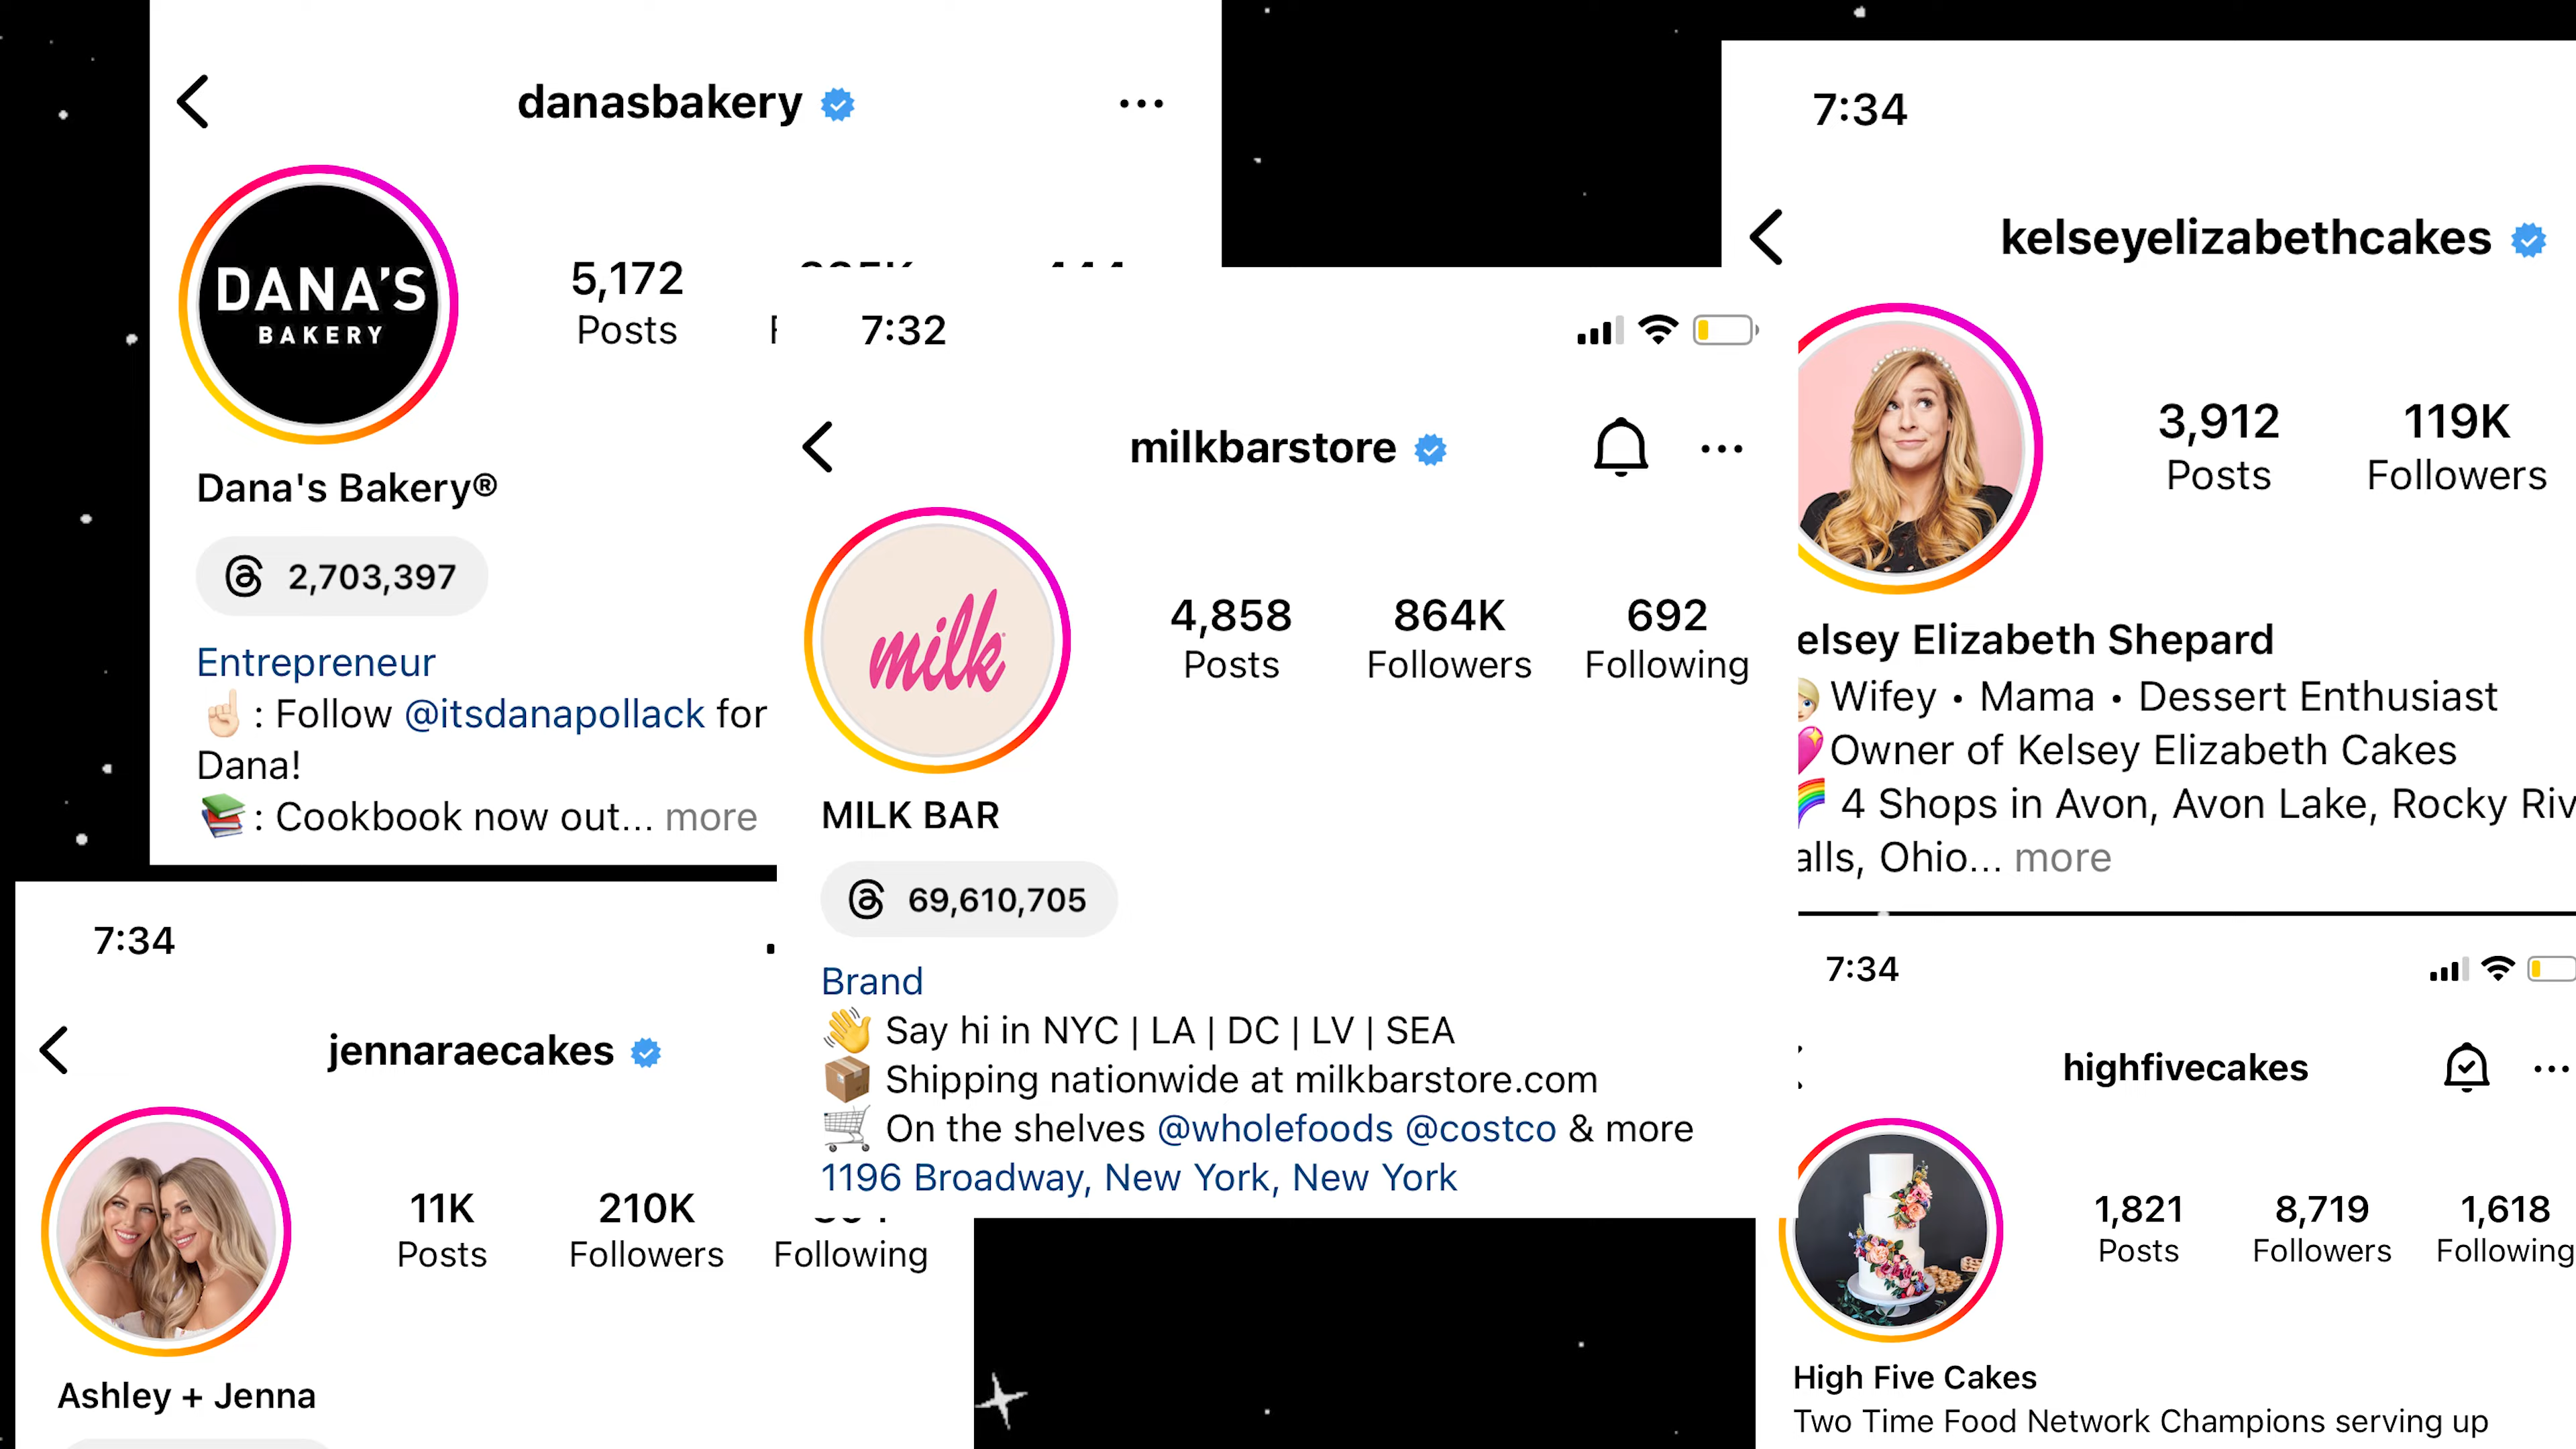 danasbakery
DANA'S
BAKERY
5,172
Posts
Dana's Bakery®
2,703,397
Entrepreneur
: Follow @itsdanapollack for
Dana!
: Cookbook now out... more
7:32
milkbarstore
milk
4,858 864K 692
Posts Followers Following
MILK BAR
69,610,705
Brand
Say hi in NYC | LA | DC | LV | SEA
Shipping nationwide at milkbarstore.com
On the shelves @wholefoods @costco & more
1196 Broadway, New York, New York
7:34
kelseyelizabethcakes
3,912 119K
Posts Followers
elsey Elizabeth Shepard
Wifey • Mama • Dessert Enthusiast
Owner of Kelsey Elizabeth Cakes
4 Shops in Avon, Avon Lake, Rocky Riv
alls, Ohio... more
7:34
jennaraecakes
11K 210K
Posts Followers Following
Ashley + Jenna
7:34
highfivecakes
1,821 8,719 1,618
Posts Followers Following
High Five Cakes
Two Time Food Network Champions serving up